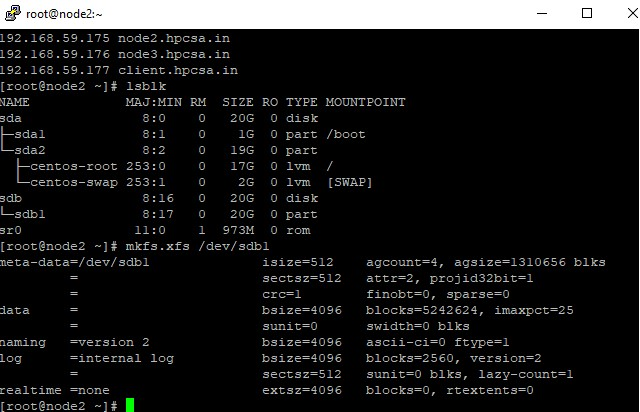 root@node2:~
192.168.59.175 node2.hpcsa.in
192.168.59.176 node3.hpcsa.in
192.168.59.177 client.hpcsa.in
[root@node2 ~]# lsblk
NAME            MAJ:MIN RM  SIZE RO TYPE MOUNTPOINT
sda               8:0    0   20G  0 disk
├─sda1            8:1    0    1G  0 part /boot
└─sda2            8:2    0   19G  0 part
  ├─centos-root 253:0    0   17G  0 lvm  /
  └─centos-swap 253:1    0    2G  0 lvm  [SWAP]
sdb               8:16   0   20G  0 disk
└─sdb1            8:17   0   20G  0 part
sr0              11:0    1  973M  0 rom
[root@node2 ~]# mkfs.xfs /dev/sdb1
meta-data=/dev/sdb1              isize=512    agcount=4, agsize=1310656 blks
         =                       sectsz=512   attr=2, projid32bit=1
         =                       crc=1        finobt=0, sparse=0
data     =                       bsize=4096   blocks=5242624, imaxpct=25
         =                       sunit=0      swidth=0 blks
naming   =version 2              bsize=4096   ascii-ci=0 ftype=1
log      =internal log           bsize=4096   blocks=2560, version=2
         =                       sectsz=512   sunit=0 blks, lazy-count=1
realtime =none                   extsz=4096   blocks=0, rtextents=0
[root@node2 ~]#